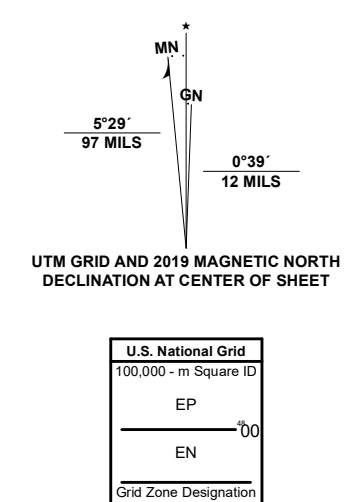 ★
MN
GN
5°29´
97 MILS
0°39´
12 MILS
UTM GRID AND 2019 MAGNETIC NORTH
DECLINATION AT CENTER OF SHEET
U.S. National Grid
100,000 - m Square ID
EP
4800
EN
Grid Zone Designation